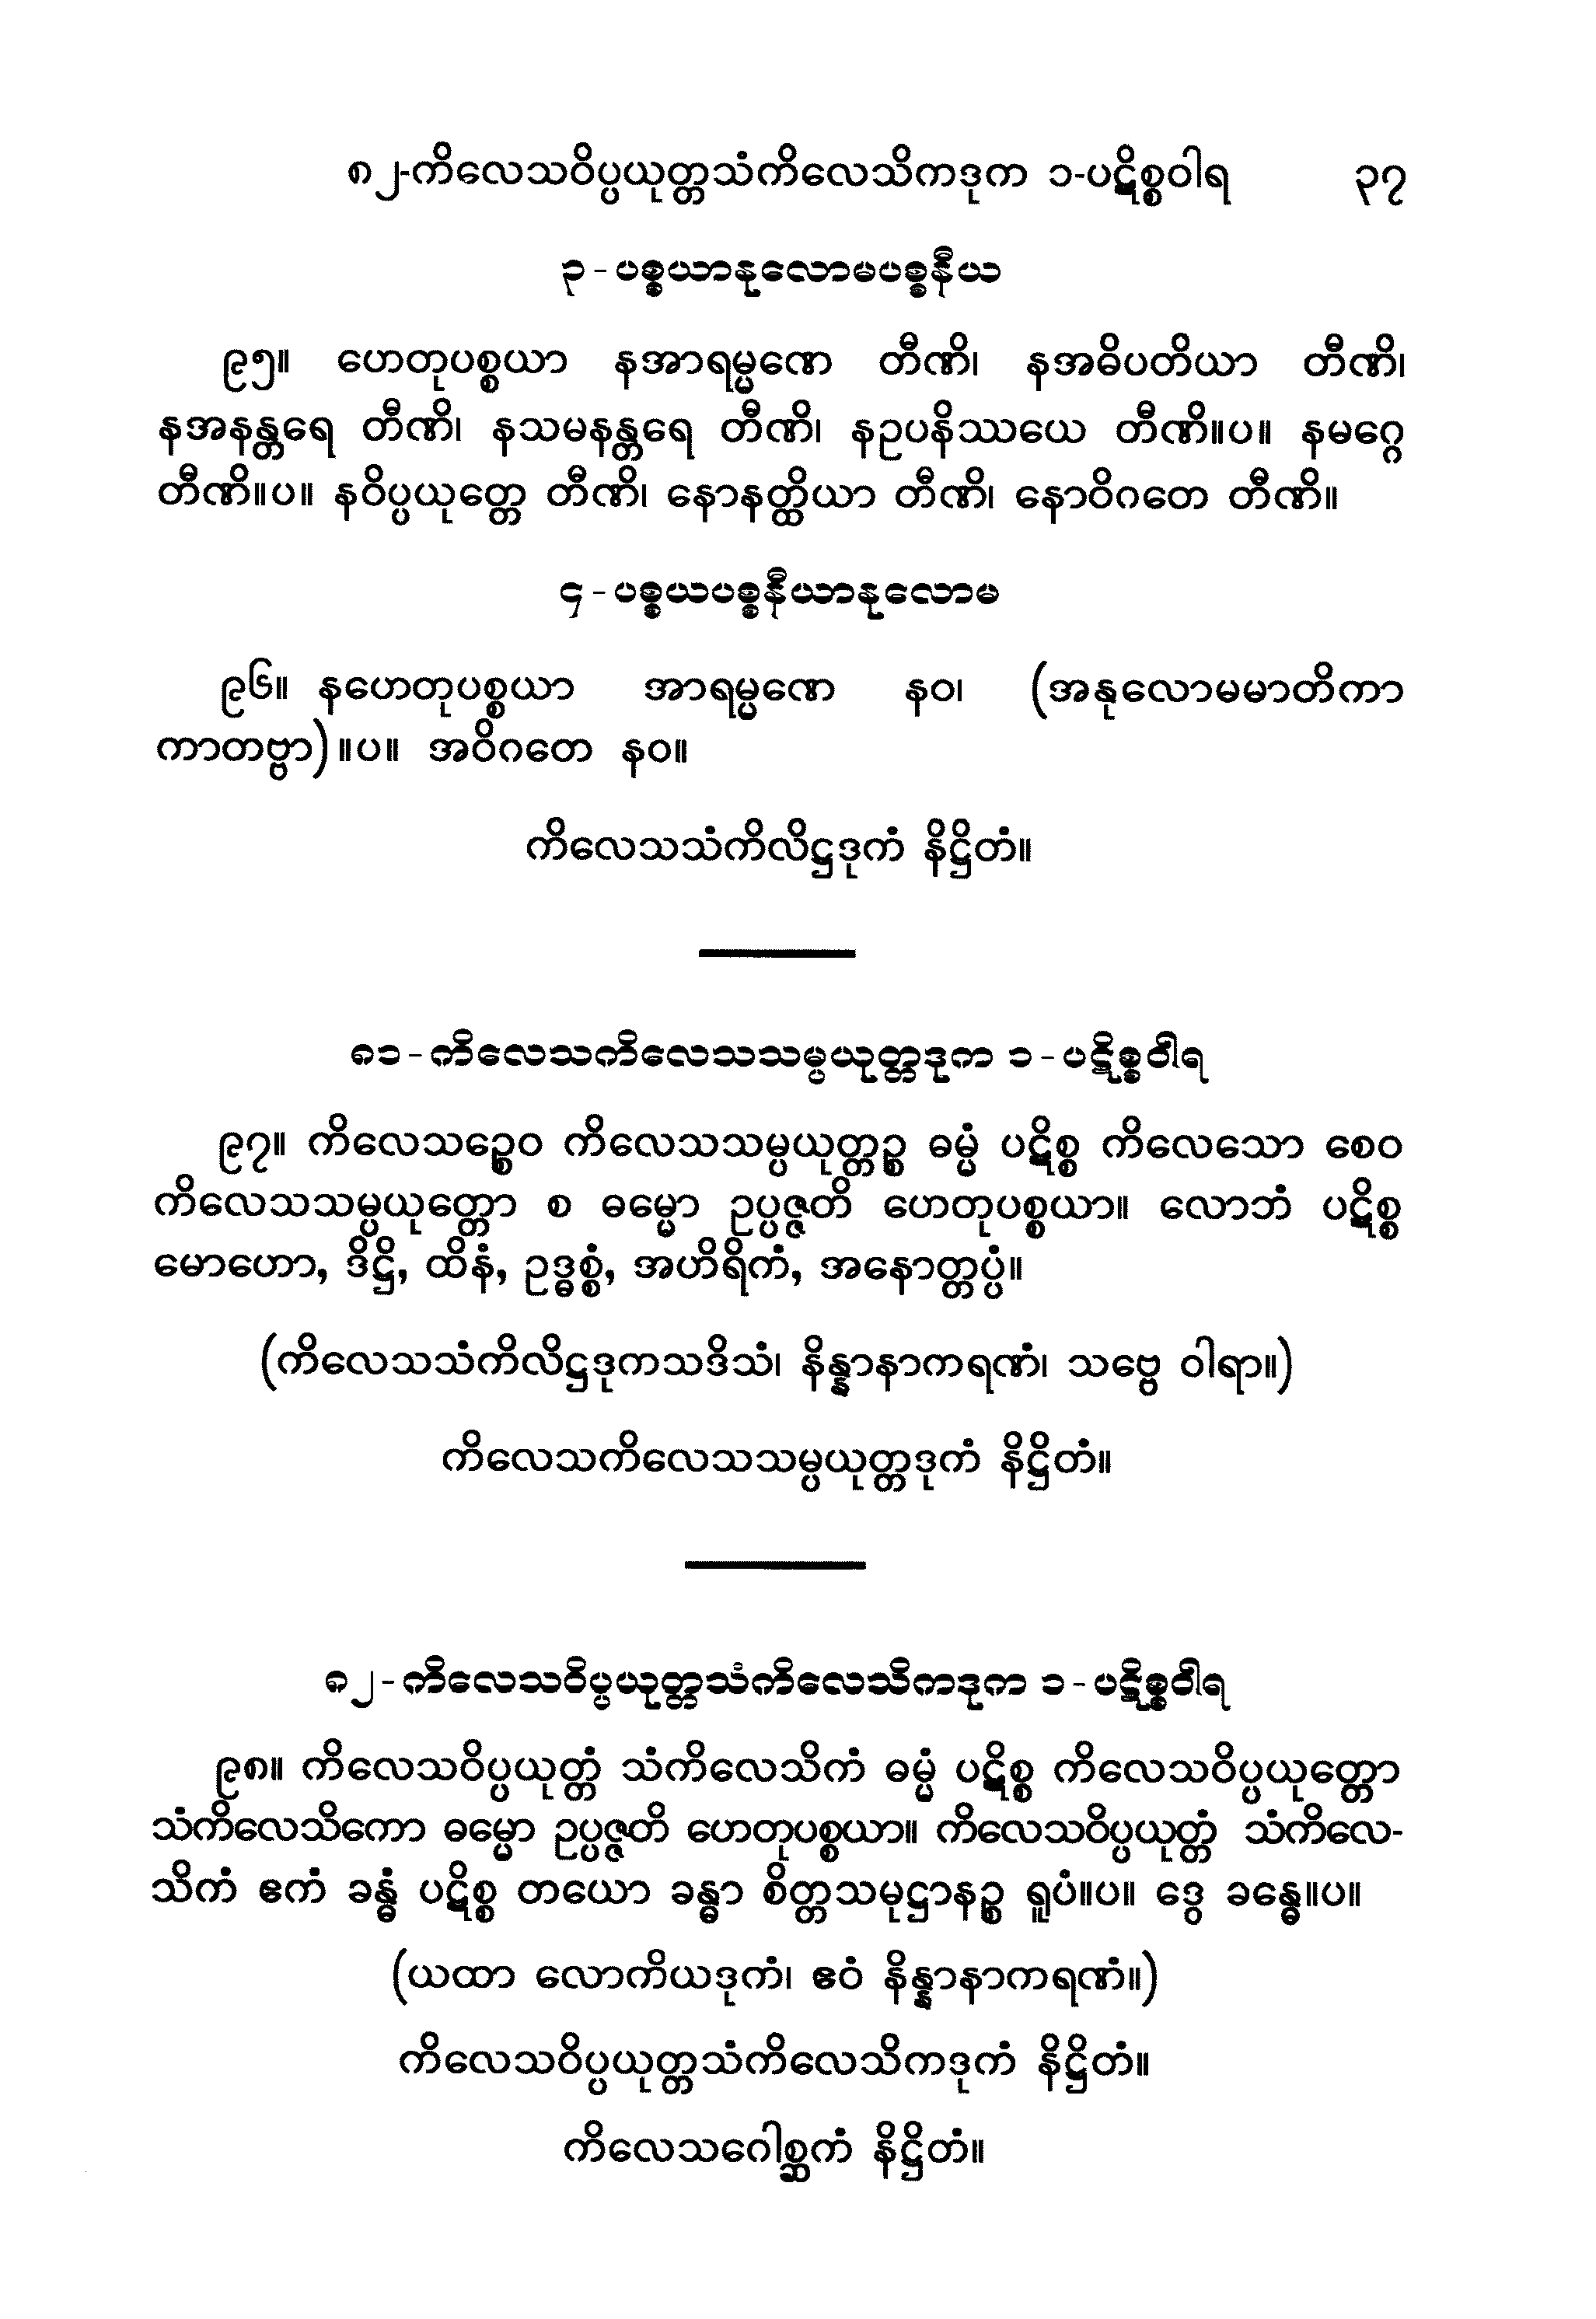 ၈၂-ကိလေသဝိပ္ပယုတ္တသံကိလေသိကဒုက ၁-ပဋိစ္စဝါရ ၃၇
၃-ပစ္စယာနုလောမပစ္စနီယ
၉၅။ ဟေတုပစ္စယာ နအာရမ္မဏေ တီဏိ၊ နအဓိပတိယာ တီဏိ၊
နအနန္တရေ တီဏိ၊ နသမနန္တရေ တီဏိ၊ နဥပနိဿယေ တီဏိ။ပ။ နမဂ္ဂေ
တီဏိ။ပ။ နဝိပ္ပယုတ္တေ တီဏိ၊ နောနတ္ထိယာ တီဏိ၊ နောဝိဂတေ တီဏိ။
၄-ပစ္စယပစ္စနီယာနုလောမ
၉၆။ နဟေတုပစ္စယာ အာရမ္မဏေ နဝ၊ (အနုလောမမာတိကာ
ကာတဗ္ဗာ)။ပ။ အဝိဂတေ နဝ။
ကိလေသသံကိလိဋ္ဌဒုကံ နိဋ္ဌိတံ။
၈၁-ကိလေသကိလေသသမ္ပယုတ္တဒုက ၁-ပဋိစ္စဝါရ
၉၇။ ကိလေသဉ္စေဝ ကိလေသသမ္ပယုတ္တဉ္စ ဓမ္မံ ပဋိစ္စ ကိလေသော စေဝ
ကိလေသသမ္ပယုတ္တော စ ဓမ္မော ဥပ္ပဇ္ဇတိ ဟေတုပစ္စယာ။ လောဘံ ပဋိစ္စ
မောဟော, ဒိဋ္ဌိ, ထိနံ, ဥဒ္ဓစ္စံ, အဟိရိကံ, အနောတ္တပ္ပံ။
(ကိလေသသံကိလိဋ္ဌဒုကသဒိသံ၊ နိန္နာနာကရဏံ၊ သဗ္ဗေ ဝါရာ။)
ကိလေသကိလေသသမ္ပယုတ္တဒုကံ နိဋ္ဌိတံ။
၈၂-ကိလေသဝိပ္ပယုတ္တသံကိလေသိကဒုက ၁-ပဋိစ္စဝါရ
၉၈။ ကိလေသဝိပ္ပယုတ္တံ သံကိလေသိကံ ဓမ္မံ ပဋိစ္စ ကိလေသဝိပ္ပယုတ္တော
သံကိလေသိကော ဓမ္မော ဥပ္ပဇ္ဇတိ ဟေတုပစ္စယာ။ ကိလေသဝိပ္ပယုတ္တံ သံကိလေ-
သိကံ ဧကံ ခန္ဓံ ပဋိစ္စ တယော ခန္ဓာ စိတ္တသမုဋ္ဌာနဉ္စ ရူပံ။ပ။ ဒွေ ခန္ဓေ။ပ။
(ယထာ လောကိယဒုကံ၊ ဧဝံ နိန္နာနာကရဏံ။)
ကိလေသဝိပ္ပယုတ္တသံကိလေသိကဒုကံ နိဋ္ဌိတံ။
ကိလေသဂေါစ္ဆကံ နိဋ္ဌိတံ။